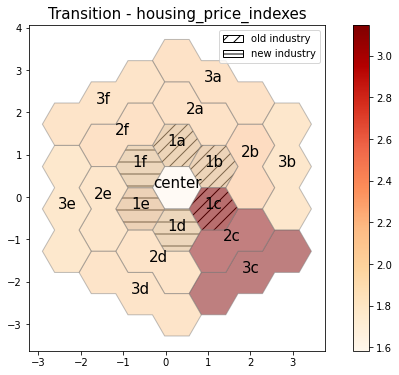 Transition - housing_price_indexes
old industry
new industry
3a
3f
2a
2f
1a
2b
1f
1b
3b
center
2e
3e
1e
1c
1d
2c
2d
3c
3d
4
3
2
1
0
−1
−2
−3
−3
−2
−1
0
1
2
3
3.0
2.8
2.6
2.4
2.2
2.0
1.8
1.6